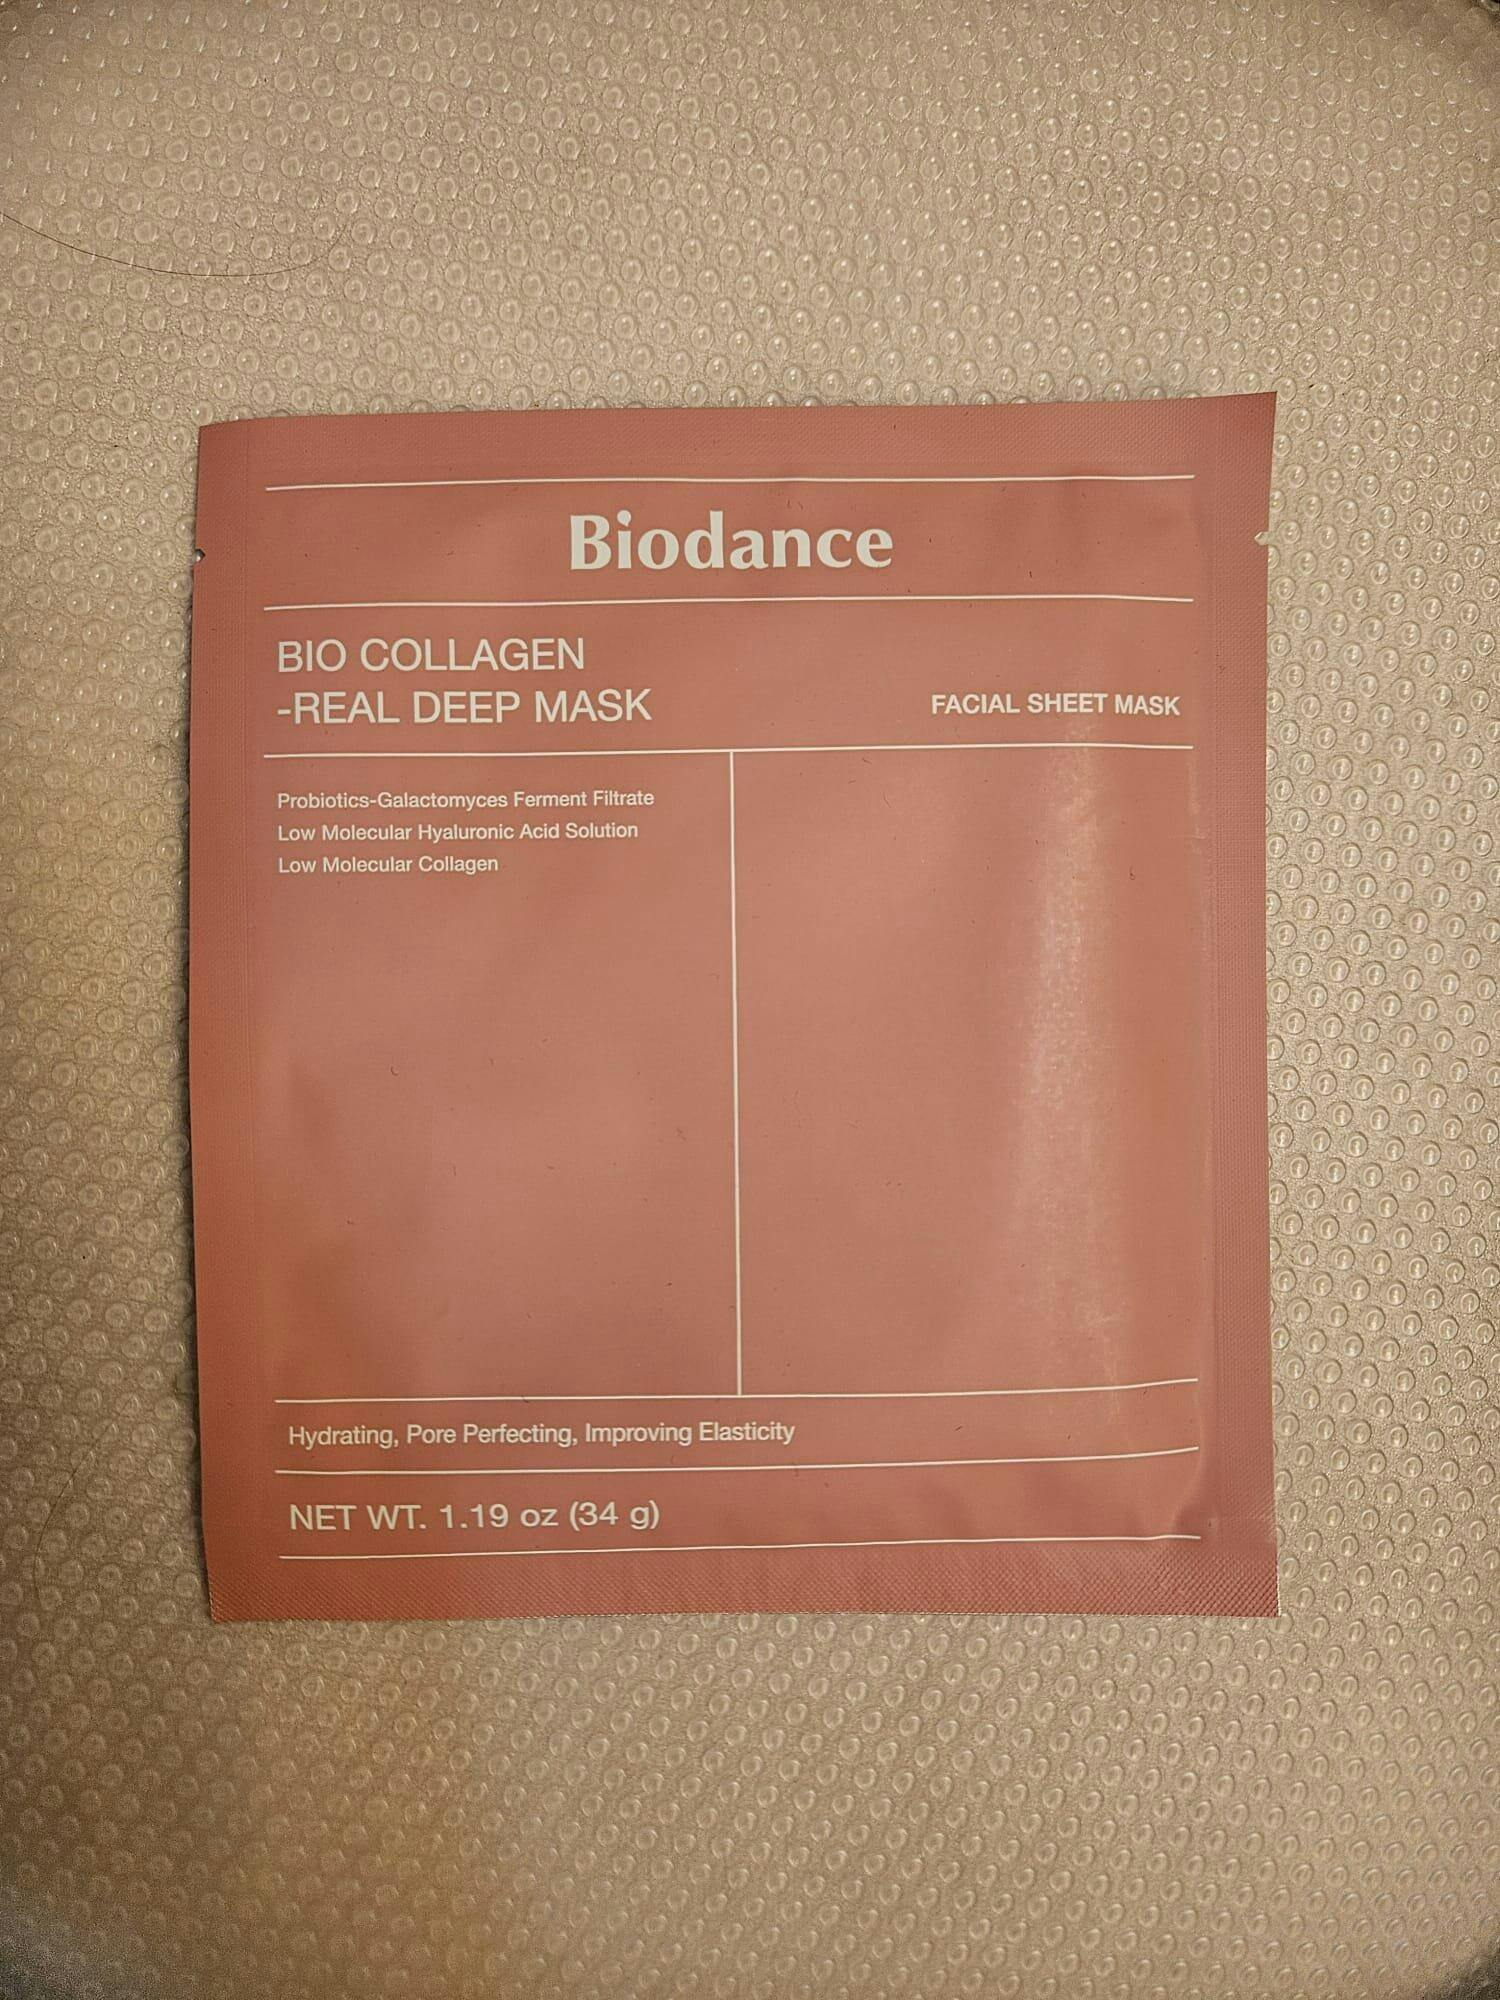 Biodance
BIO COLLAGEN
-REAL DEEP MASK
FACIAL SHEET MASK
Probiotics-Galactomyces Ferment Filtrate
Low Molecular Hyaluronic Acid Solution
Low Molecular Collagen
Hydrating, Pore Perfecting, Improving Elasticity
NET WT. 1.19 oz (34 g)